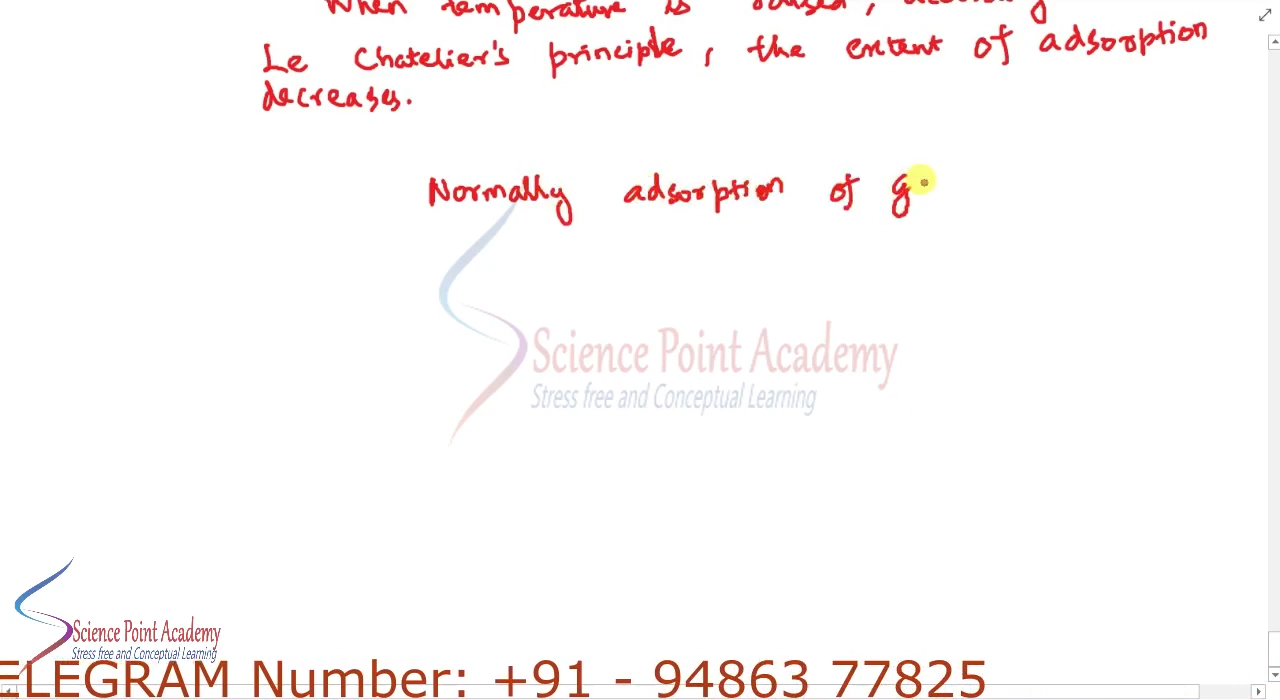 When temperature is raised,
Le Chatelier's principle, the extent of adsorption
decreases.
Normally adsorption of g
Science Point Academy
Stress free and Conceptual Learning
Science Point Academy
Stress free and Conceptual Learning
ELEGRAM Number: +91 - 94863 77825